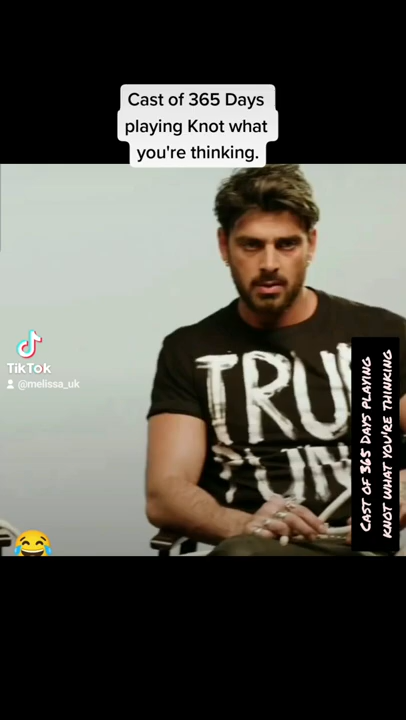 Cast of 365 Days
playing Knot what
you're thinking.
TikTok
@melissa_uk
TRU
Cast of 365 Days playing
knot what you're thinking